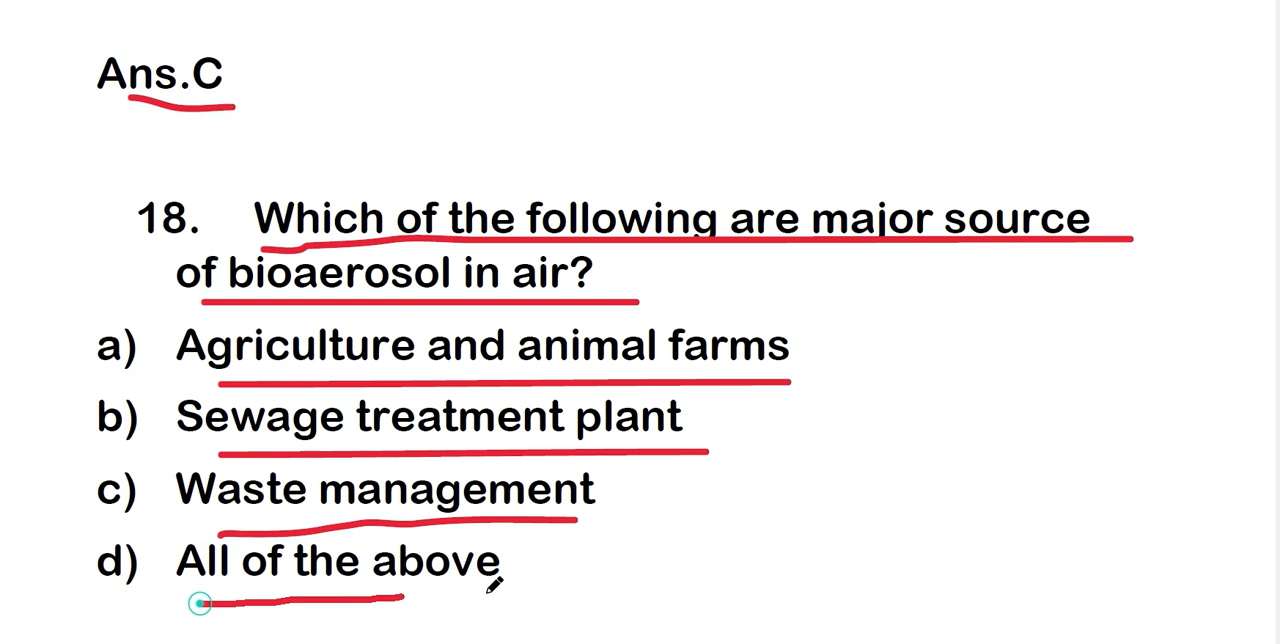 Ans.C
18. Which of the following are major source
of bioaerosol in air?
a) Agriculture and animal farms
b) Sewage treatment plant
c) Waste management
d) All of the above